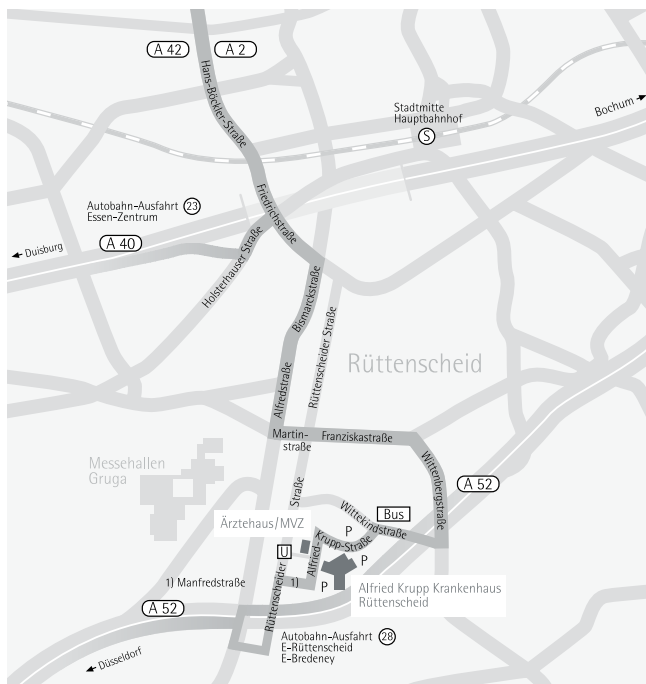 A 42
A 2
Hans-Böckler-Straße
Stadtmitte
Hauptbahnhof
S
Bochum
Autobahn-Ausfahrt 23
Essen-Zentrum
Friedrichstraße
Duisburg
A 40
Holsterhauser Straße
Bismarckstraße
Rüttenscheider Straße
Rüttenscheid
Alfredstraße
Martin-
straße
Franziskastraße
Wittenbergstraße
Messehallen
Gruga
A 52
Straße
Bus
Wittekindstraße
Ärztehaus/MVZ
P
Krupp-Straße
U
Alfried-
P
1) Manfredstraße
1)
P
Alfried Krupp Krankenhaus
Rüttenscheid
Rüttenscheider
A 52
Autobahn-Ausfahrt 28
E-Rüttenscheid
E-Bredeney
Düsseldorf